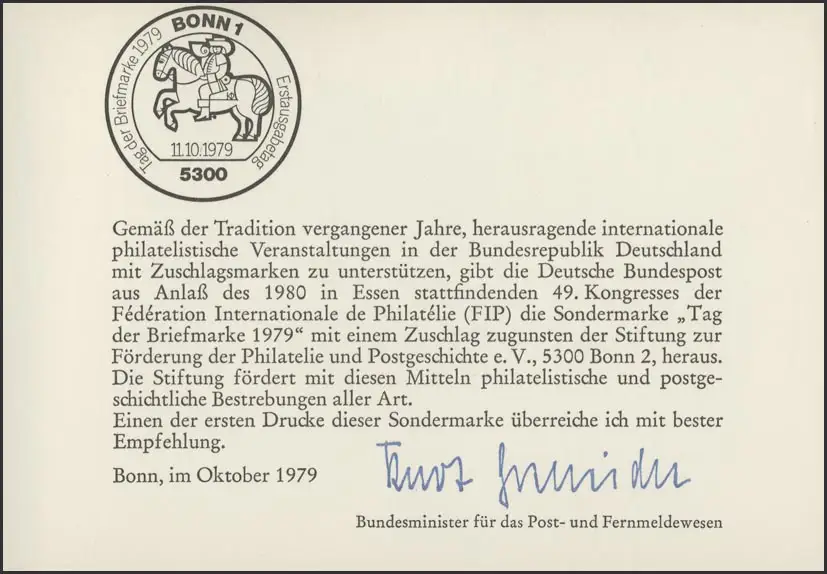 BONN 1
Tag der Briefmarke 1979
Erstausgabetag
11.10.1979
5300
Gemäß der Tradition vergangener Jahre, herausragende internationale
philatelistische Veranstaltungen in der Bundesrepublik Deutschland
mit Zuschlagsmarken zu unterstützen, gibt die Deutsche Bundespost
aus Anlaß des 1980 in Essen stattfindenden 49. Kongresses der
Fédération Internationale de Philatélie (FIP) die Sondermarke „Tag
der Briefmarke 1979“ mit einem Zuschlag zugunsten der Stiftung zur
Förderung der Philatelie und Postgeschichte e. V., 5300 Bonn 2, heraus.
Die Stiftung fördert mit diesen Mitteln philatelistische und postge-
schichtliche Bestrebungen aller Art.
Einen der ersten Drucke dieser Sondermarke überreiche ich mit bester
Empfehlung.
Bonn, im Oktober 1979
Kurt
Bundesminister für das Post- und Fernmeldewesen